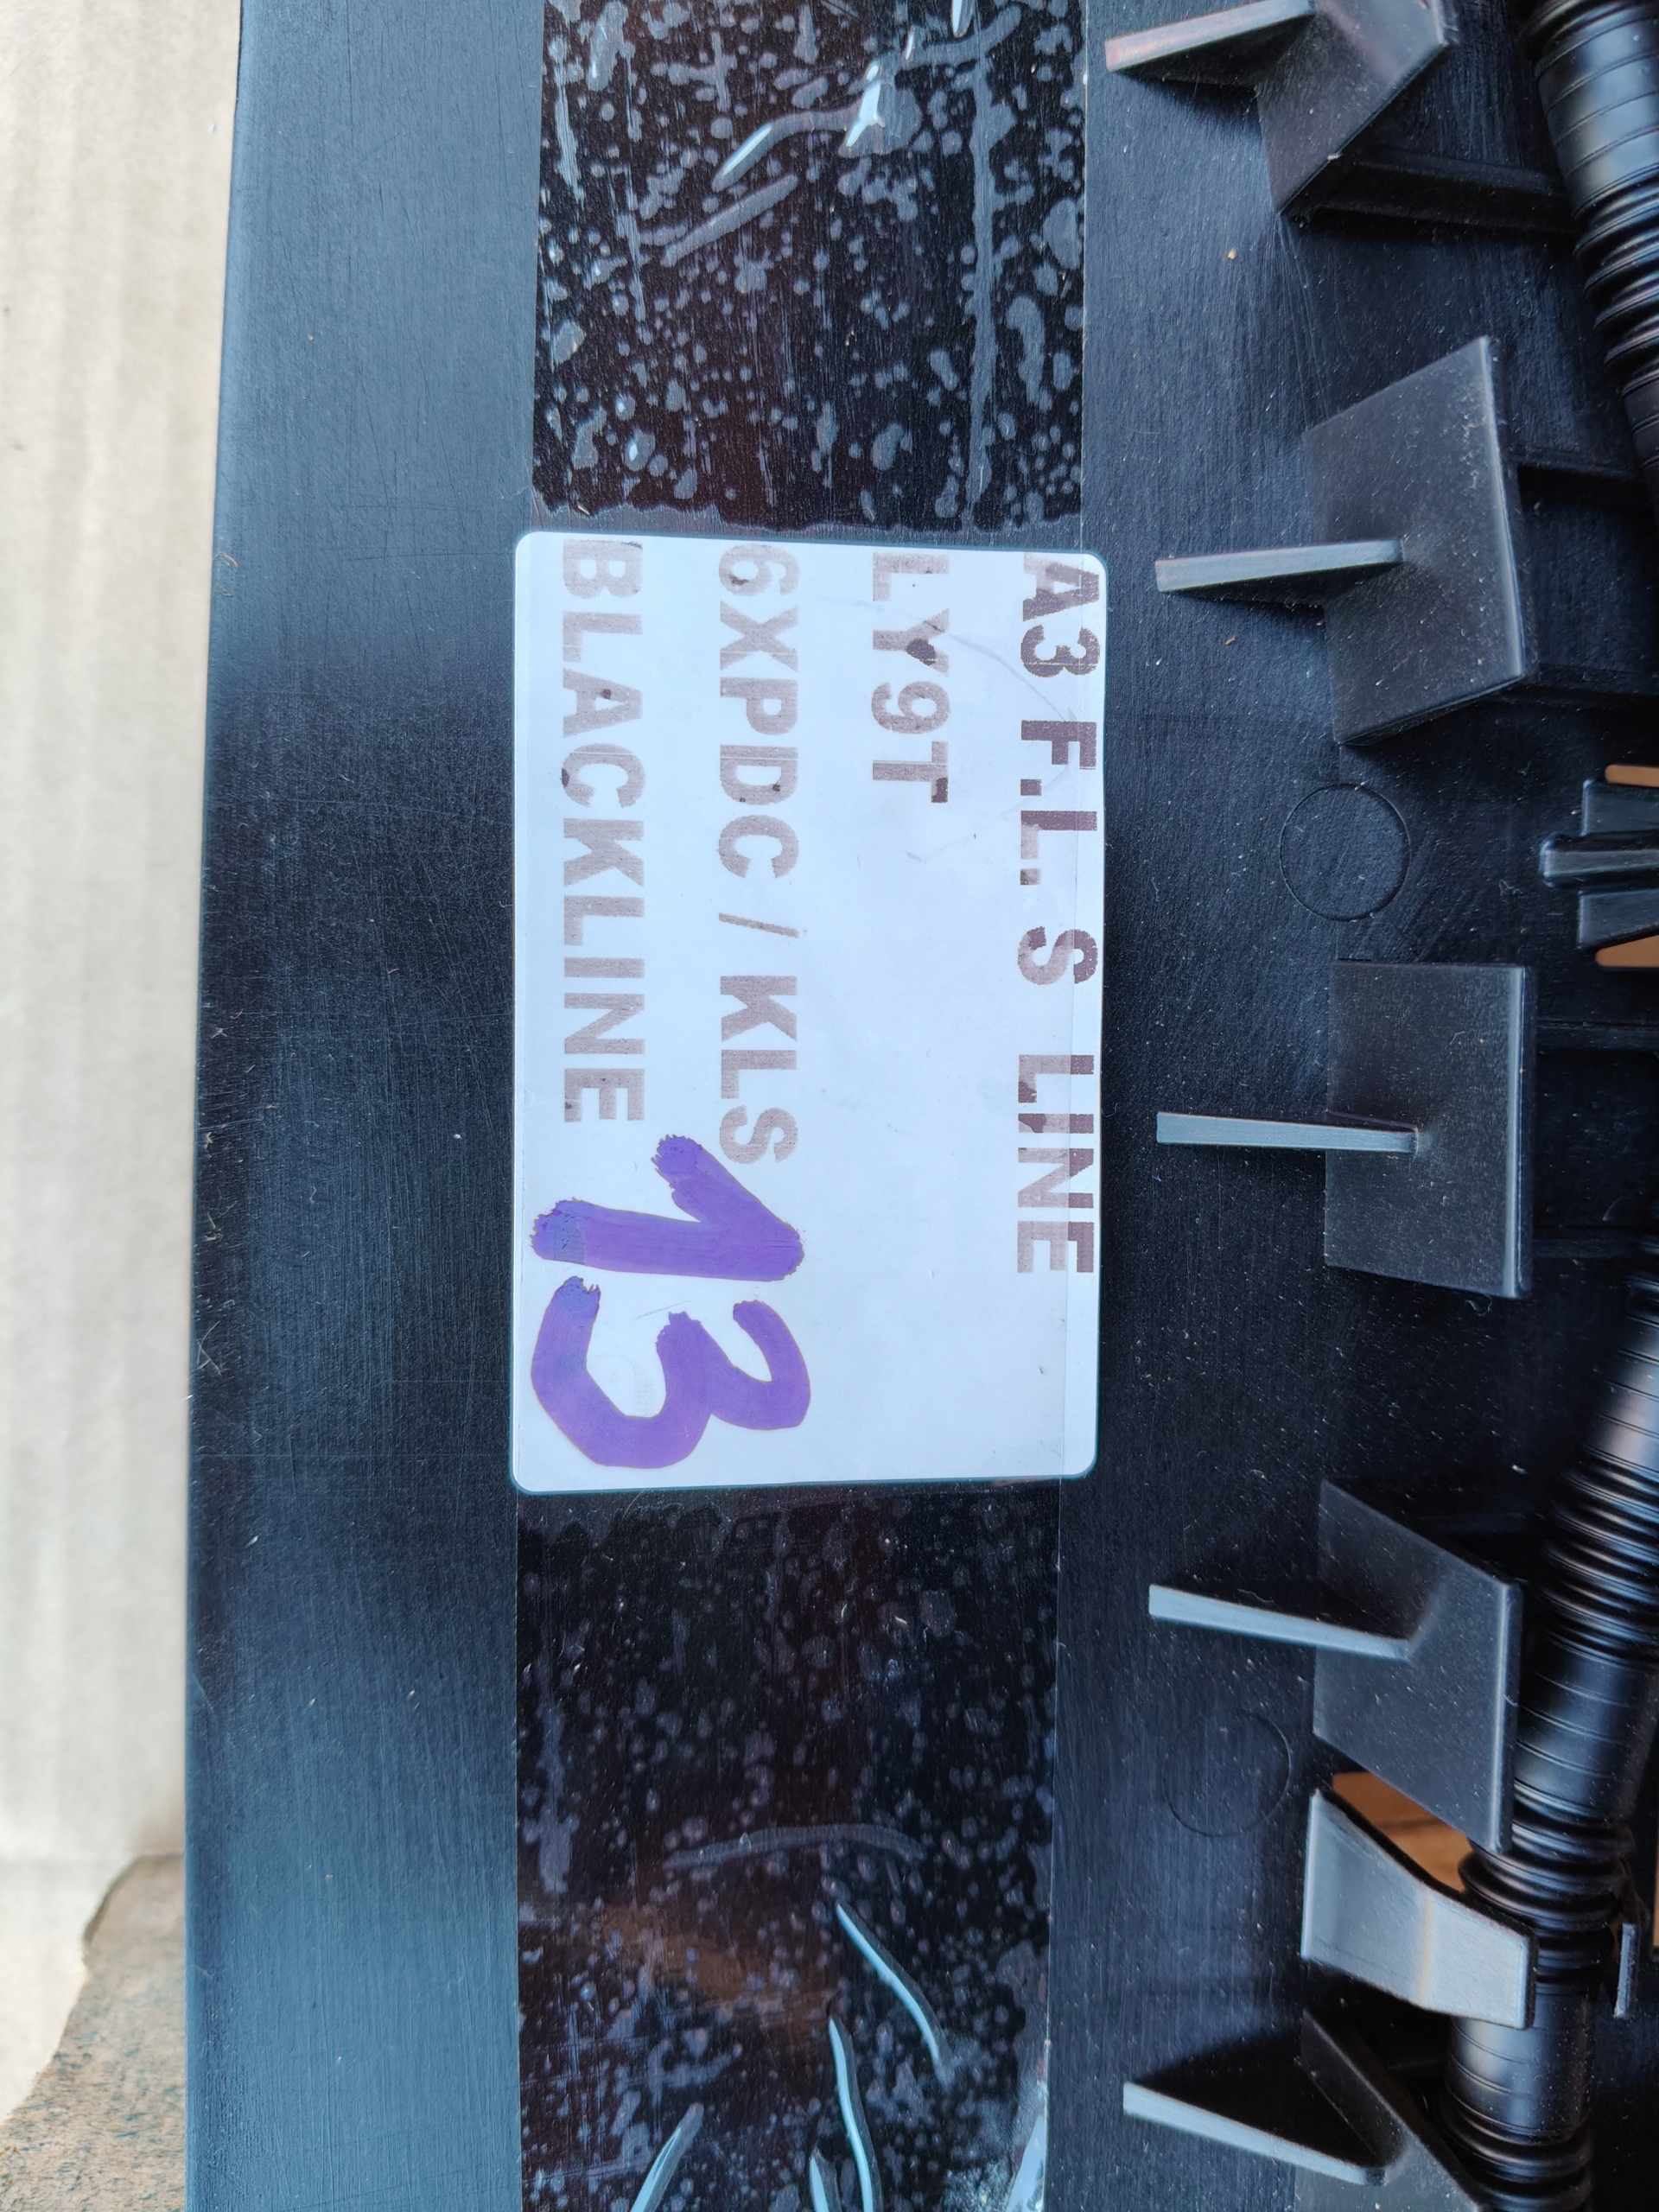 A3 F.L. S LINE
LY9T
6XPDC / KLS
BLACKLINE
13